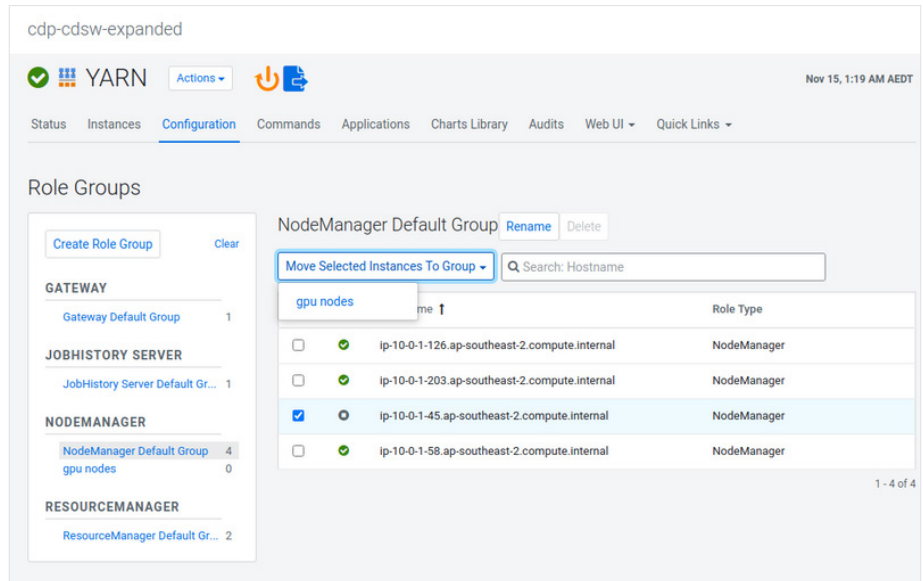 cdp-cdsw-expanded
YARN Actions
Nov 15, 1:19 AM AEDT
Status Instances Configuration Commands Applications Charts Library Audits Web UI Quick Links
Role Groups
Create Role Group Clear
GATEWAY
Gateway Default Group 1
JOBHISTORY SERVER
JobHistory Server Default Gr... 1
NODEMANAGER
NodeManager Default Group 4
gpu nodes 0
RESOURCEMANAGER
ResourceManager Default Gr... 2
NodeManager Default Group Rename Delete
Move Selected Instances To Group Search: Hostname
gpu nodes
me Role Type
ip-10-0-1-126.ap-southeast-2.compute.internal NodeManager
ip-10-0-1-203.ap-southeast-2.compute.internal NodeManager
ip-10-0-1-45.ap-southeast-2.compute.internal NodeManager
ip-10-0-1-58.ap-southeast-2.compute.internal NodeManager
1 - 4 of 4